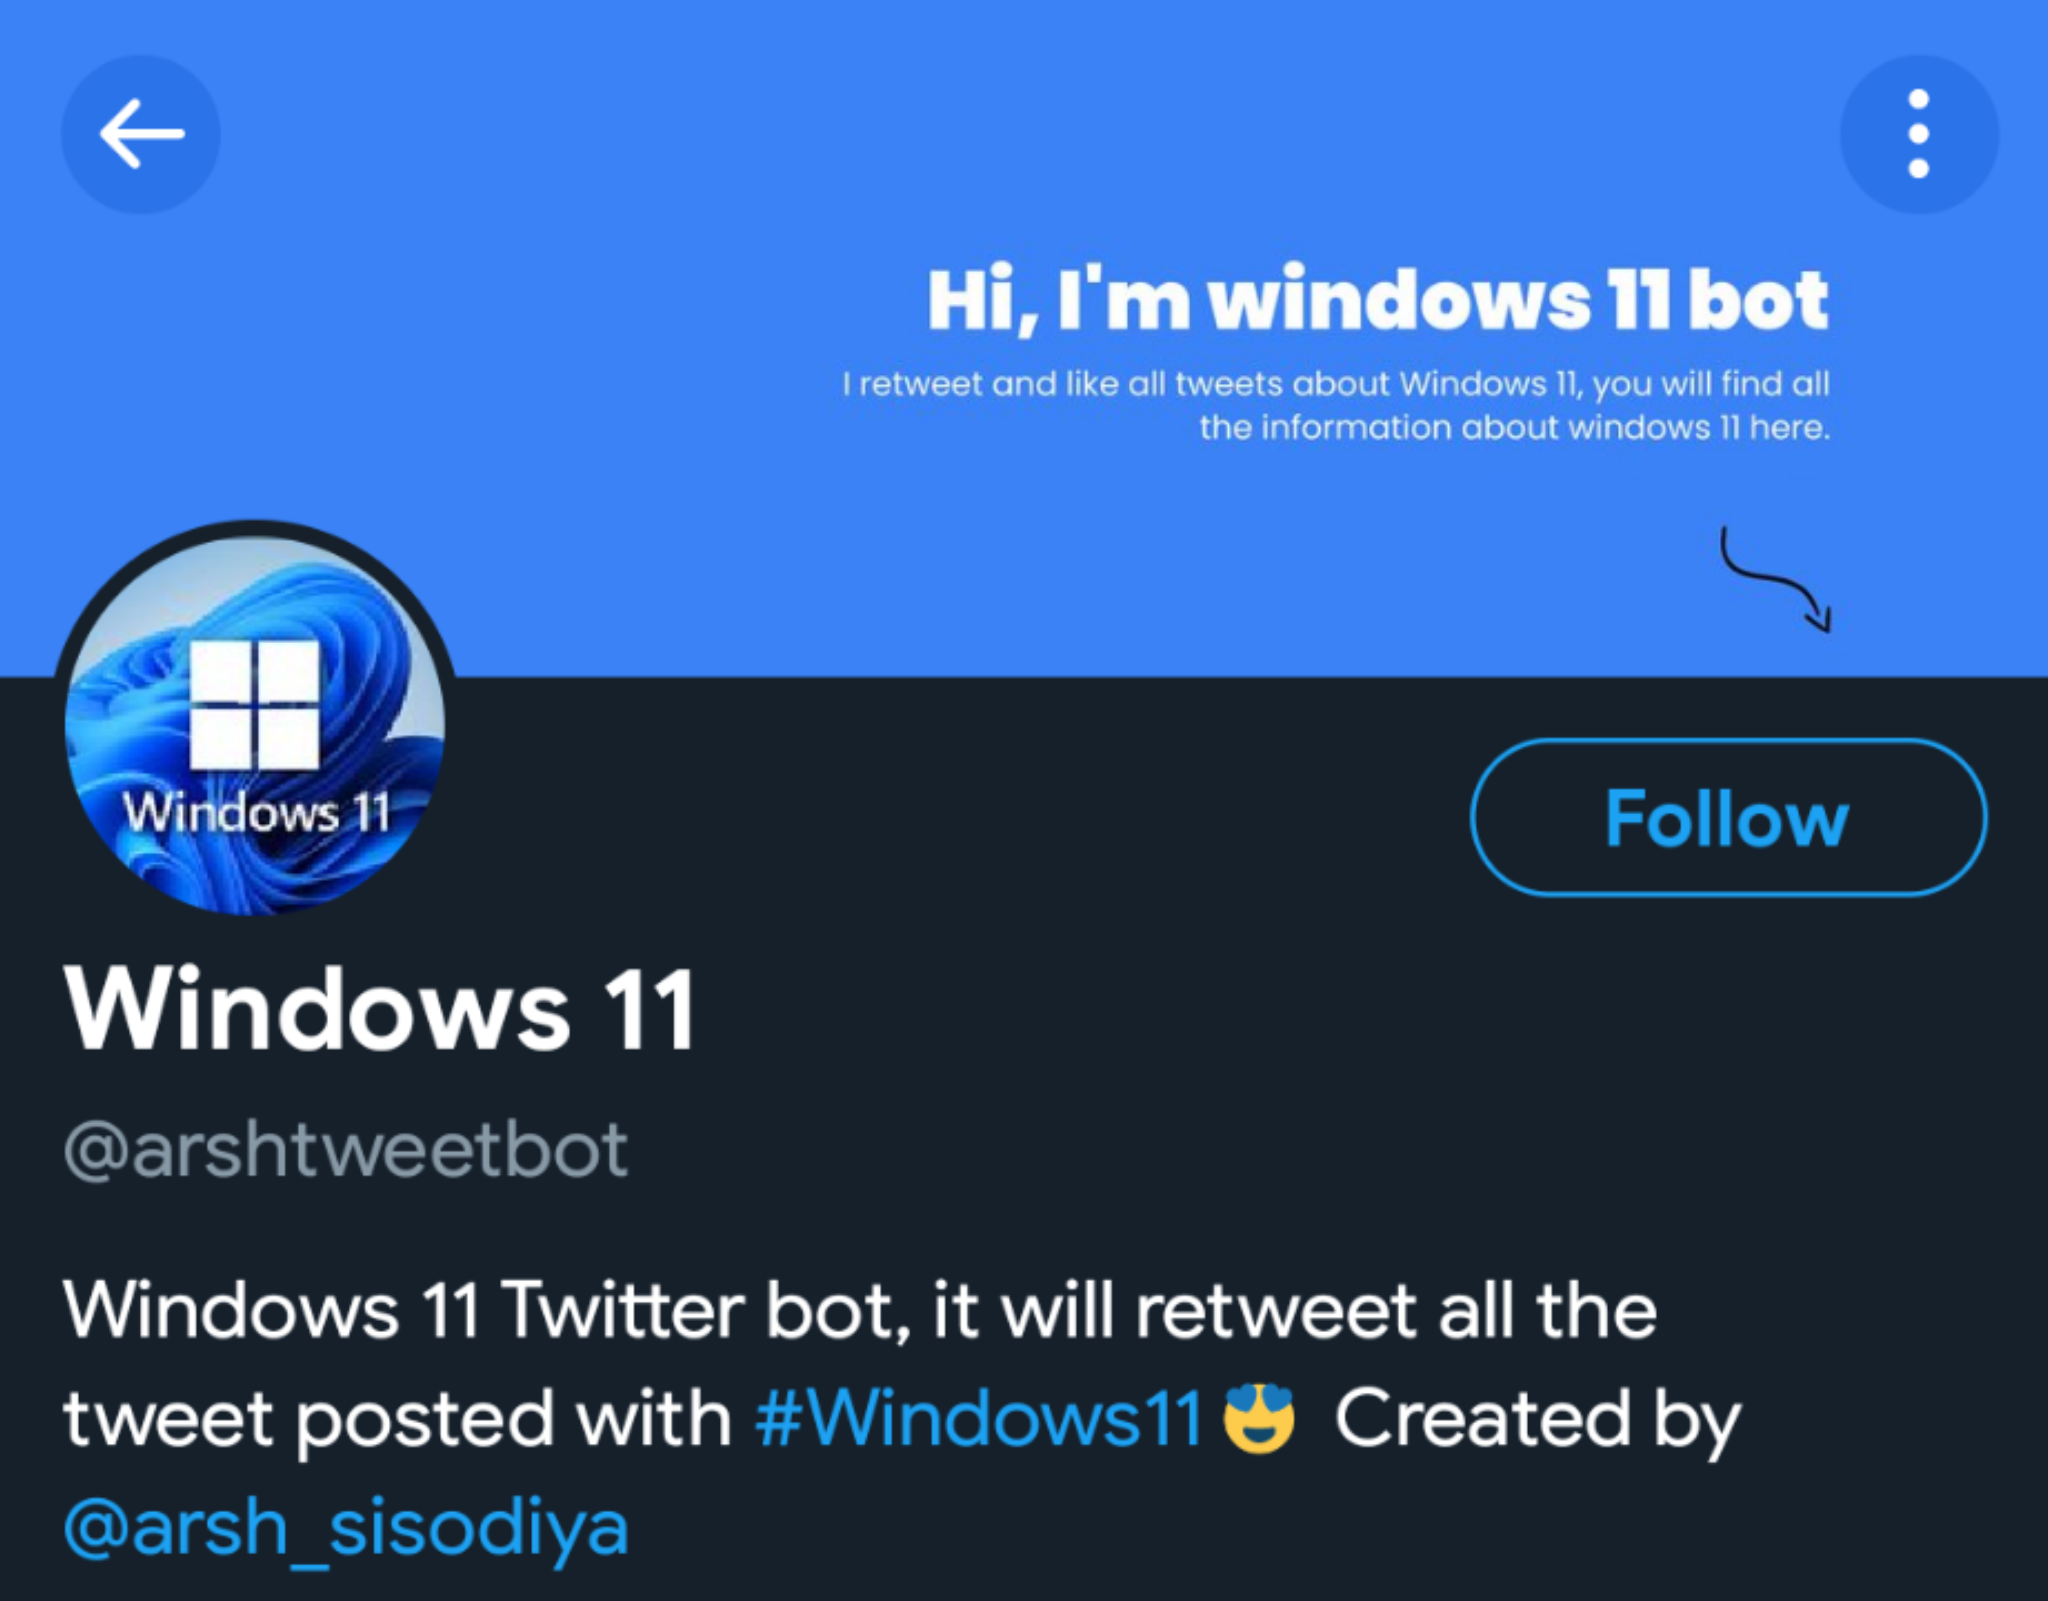 Hi, I'm windows 11 bot
I retweet and like all tweets about Windows 11, you will find all
the information about windows 11 here.
Windows 11
Follow
Windows 11
@arshtweetbot
Windows 11 Twitter bot, it will retweet all the
tweet posted with #Windows11😍 Created by
@arsh_sisodiya